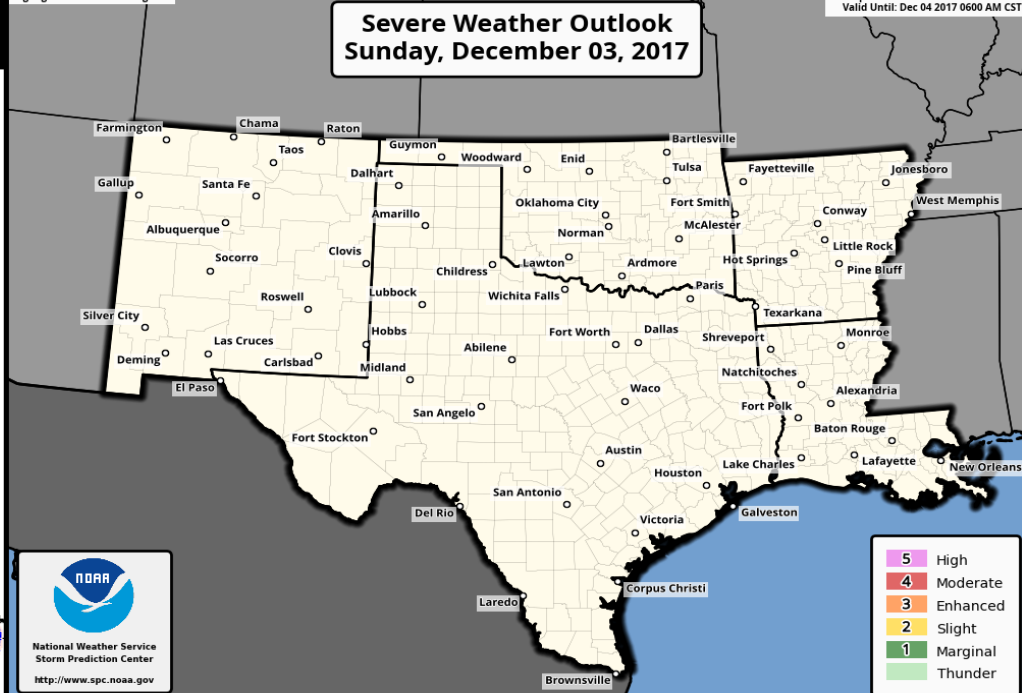 Valid Until: Dec 04 2017 0600 AM CST
Severe Weather Outlook
Sunday, December 03, 2017
Farmington
Chama
Raton
Taos
Guymon
Woodward
Enid
Bartlesville
Tulsa
Fayetteville
Jonesboro
Gallup
Santa Fe
Dalhart
Oklahoma City
Fort Smith
West Memphis
Albuquerque
Amarillo
Norman
McAlester
Conway
Socorro
Clovis
Childress
Lawton
Ardmore
Hot Springs
Little Rock
Pine Bluff
Roswell
Lubbock
Wichita Falls
Paris
Texarkana
Silver City
Las Cruces
Hobbs
Fort Worth
Dallas
Shreveport
Monroe
Deming
Carlsbad
Midland
Abilene
Natchitoches
El Paso
San Angelo
Waco
Fort Polk
Alexandria
Fort Stockton
Austin
Baton Rouge
Houston
Lake Charles
Lafayette
New Orleans
Del Rio
San Antonio
Victoria
Galveston
Laredo
Corpus Christi
Brownsville
NOAA
National Weather Service
Storm Prediction Center
http://www.spc.noaa.gov
5 High
4 Moderate
3 Enhanced
2 Slight
1 Marginal
Thunder